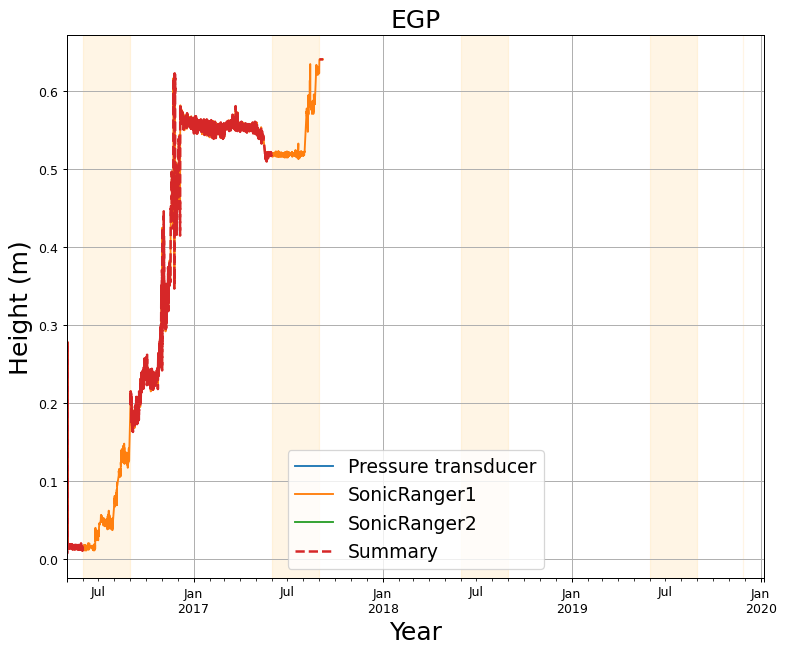 EGP
Height (m)
0.6
0.5
0.4
0.3
0.2
0.1
0.0
Pressure transducer
SonicRanger1
SonicRanger2
Summary
Jul Jan Jul Jan Jul Jan Jul Jan
2017 2018 2019 2020
Year